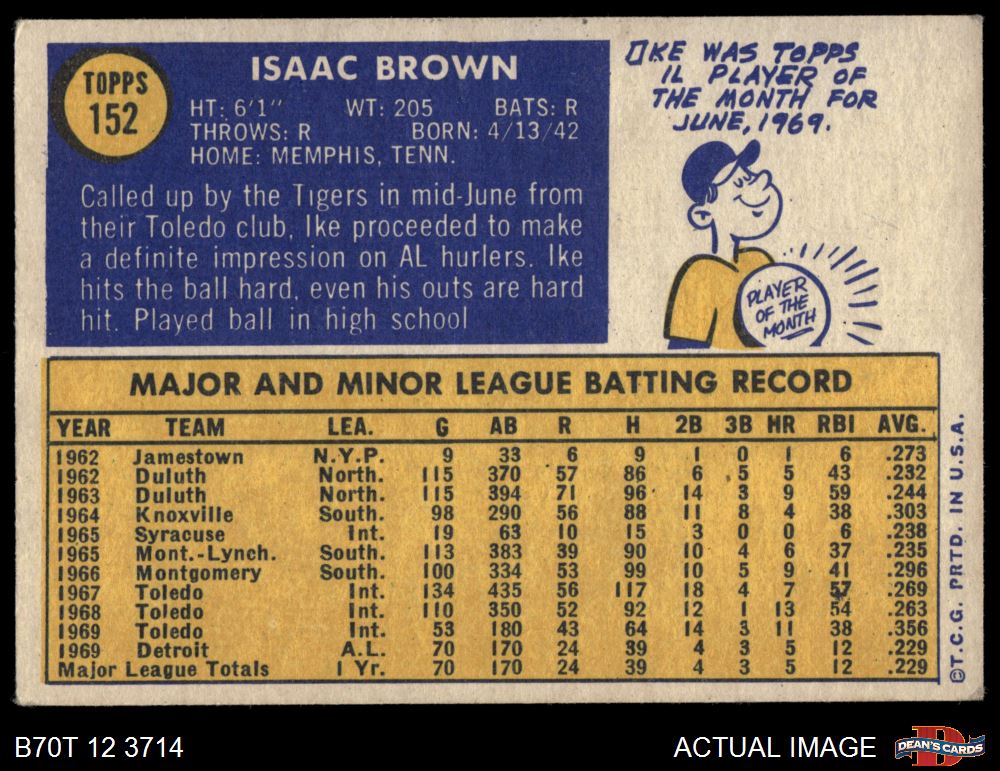 TOPPS
152
ISAAC BROWN
HT: 6'1" WT: 205 BATS: R
THROWS: R BORN: 4/13/42
HOME: MEMPHIS, TENN.
Called up by the Tigers in mid-June from
their Toledo club, Ike proceeded to make
a definite impression on AL hurlers. Ike
hits the ball hard, even his outs are hard
hit. Played ball in high school
IKE WAS TOPPS
IL PLAYER OF
THE MONTH FOR
JUNE, 1969.
PLAYER
OF THE
MONTH
MAJOR AND MINOR LEAGUE BATTING RECORD
YEAR TEAM LEA. G AB R H 2B 3B HR RBI AVG.
1962 Jamestown N.Y.P. 9 33 6 9 1 0 1 6 .273
1962 Duluth North. 115 370 57 86 6 5 5 43 .232
1963 Duluth North. 115 394 71 96 14 3 9 59 .244
1964 Knoxville South. 98 290 56 88 11 8 4 38 .303
1965 Syracuse Int. 19 63 10 15 3 0 0 6 .238
1965 Mont.-Lynch. South. 113 383 39 90 10 4 6 37 .235
1966 Montgomery South. 100 334 53 99 10 5 9 41 .296
1967 Toledo Int. 134 435 56 117 18 4 7 57 .269
1968 Toledo Int. 110 350 52 92 12 1 13 54 .263
1969 Toledo Int. 53 180 43 64 14 3 11 38 .356
1969 Detroit A.L. 70 170 24 39 4 3 5 12 .229
Major League Totals 1 Yr. 70 170 24 39 4 3 5 12 .229
©T.C.G. PRTD. IN U.S.A.
B70T 12 3714
ACTUAL IMAGE
D
DEAN'S CARDS